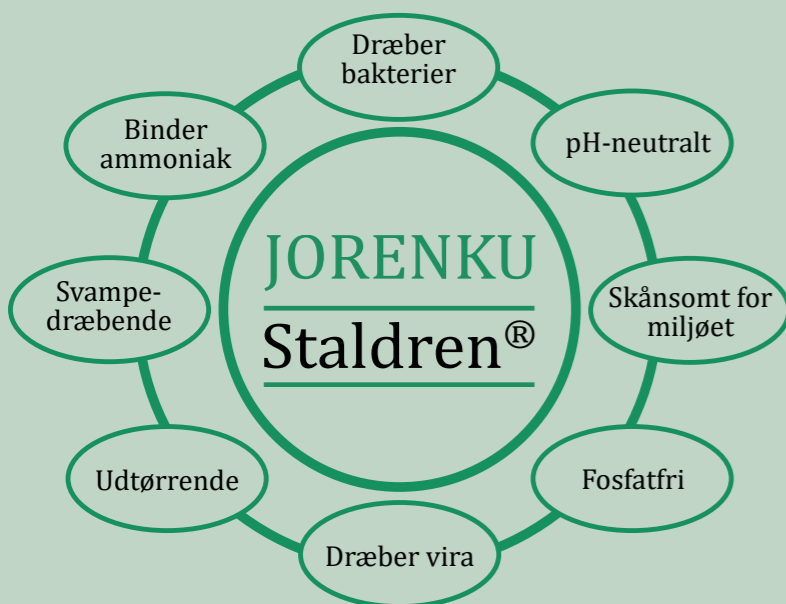 Dræber
bakterier
pH-neutralt
Skånsomt for
miljøet
Fosfatfri
Dræber vira
Udtørrende
Svampe-
dræbende
Binder
ammoniak
JORENKU
Staldren®